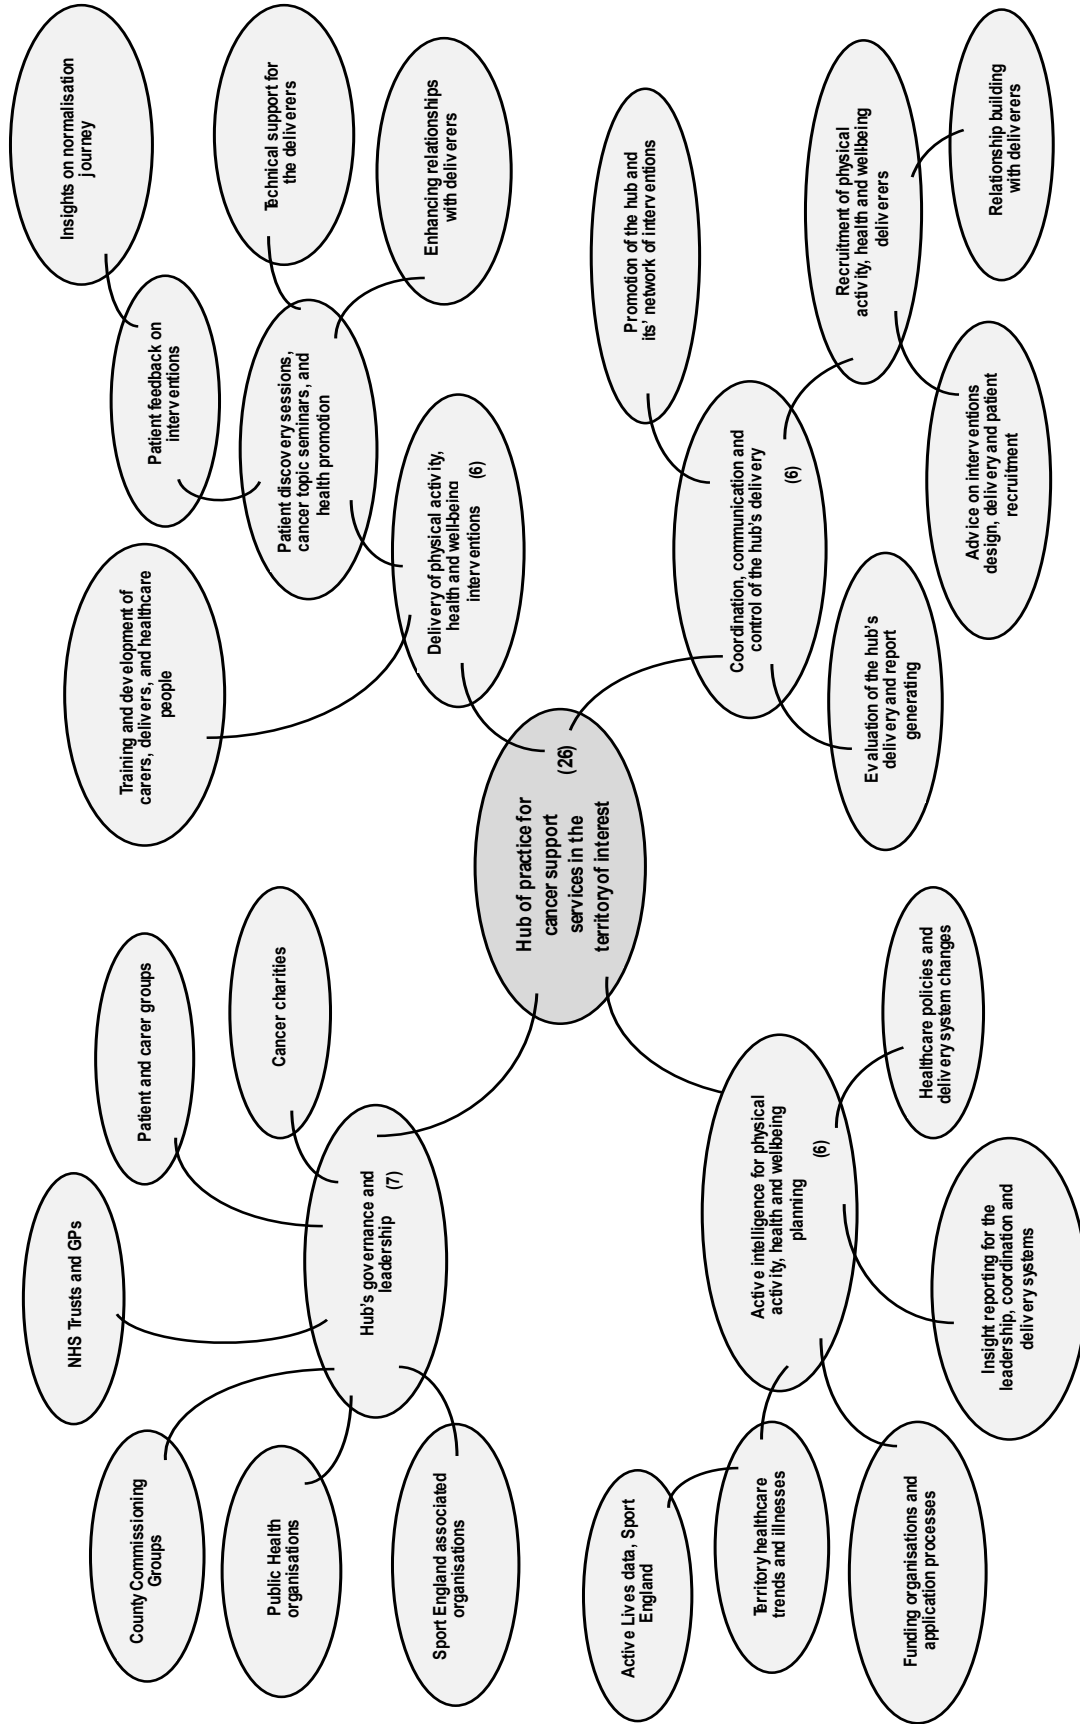 County Commissioning
Groups
NHS Trusts and GPs
Patient and carer groups
Public Health
organisations
Cancer charities
Sport England associated
organisations
Hub's governance and
leadership
(7)
Training and development of
carers, delivers, and healthcare
people
Patient feedback on
interventions
Insights on normalisation
journey
Patient discovery sessions,
cancer topic seminars, and
health promotion
Technical support for
the deliverers
Enhancing relationships
with deliverers
Delivery of physical activity,
health and well-being
interventions
(6)
Hub of practice for
cancer support
services in the
territory of interest
(26)
Active Lives data, Sport
England
Territory healthcare
trends and illnesses
Funding organisations and
application processes
Active intelligence for physical
activity, health and wellbeing
planning
(6)
Insight reporting for the
leadership, coordination and
delivery systems
Healthcare policies and
delivery system changes
Coordination, communication and
control of the hub's delivery
(6)
Promotion of the hub and
its' network of interventions
Evaluation of the hub's
delivery and report
generating
Recruitment of physical
activity, health and wellbeing
deliverers
Advice on interventions
design, delivery and patient
recruitment
Relationship building
with deliverers